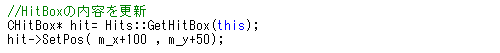 //HitBoxの内容を更新
CHitBox* hit= Hits::GetHitBox(this);
hit->SetPos( m_x+100 , m_y+50);